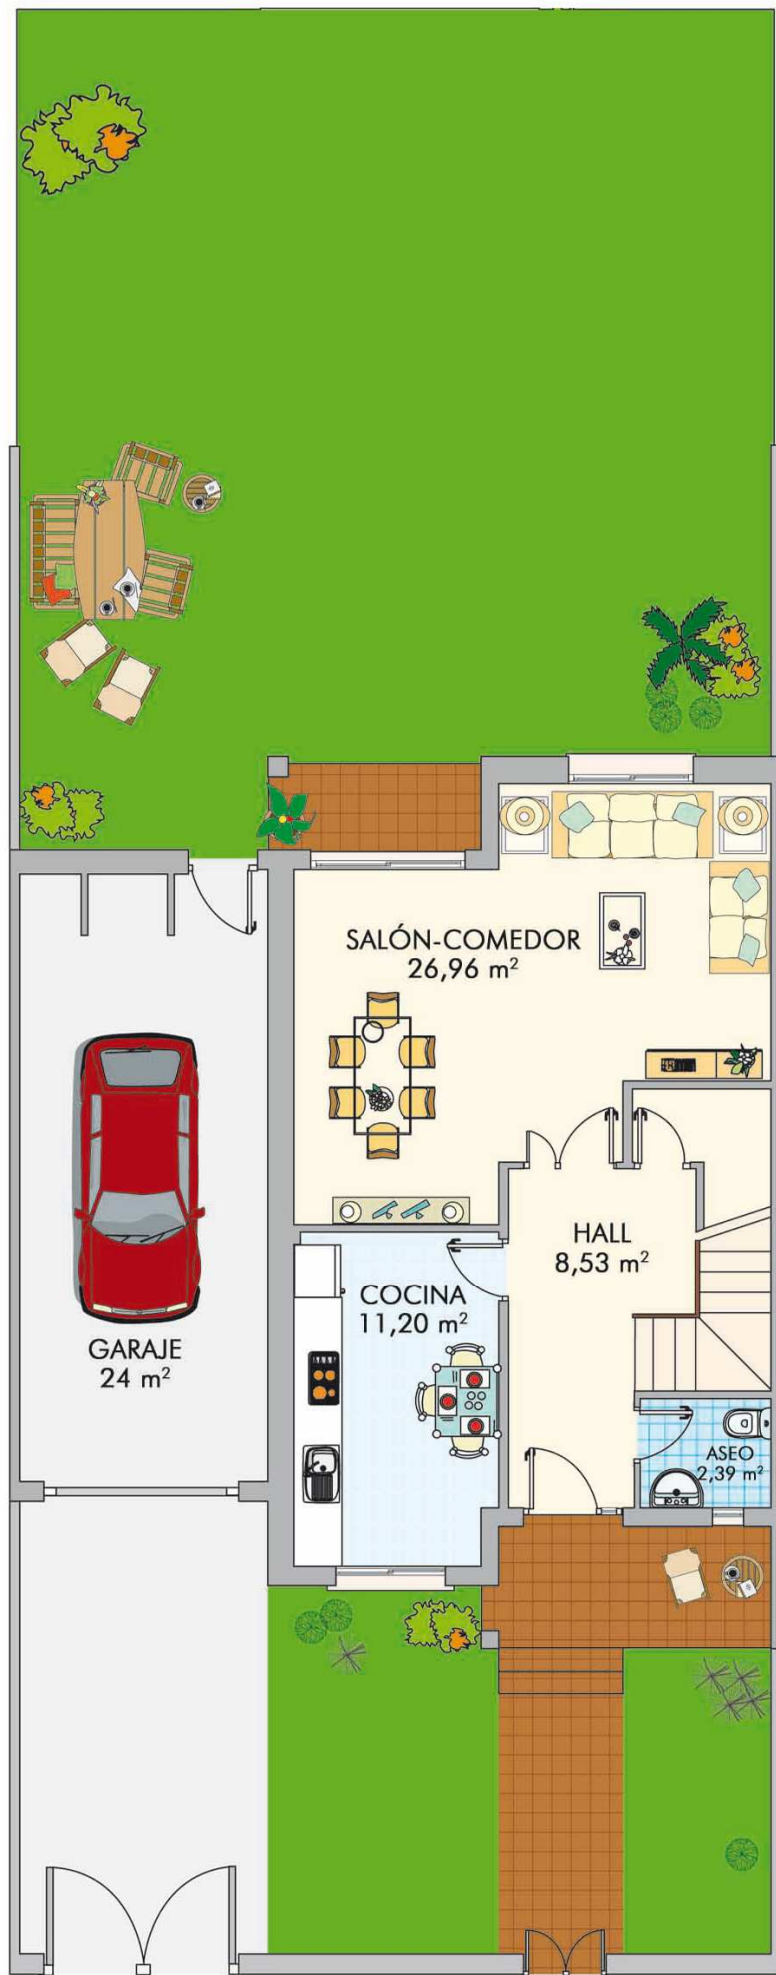 SALÓN-COMEDOR
26,96 m²
HALL
8,53 m²
COCINA
11,20 m²
GARAJE
24 m²
ASEO
2,39 m²